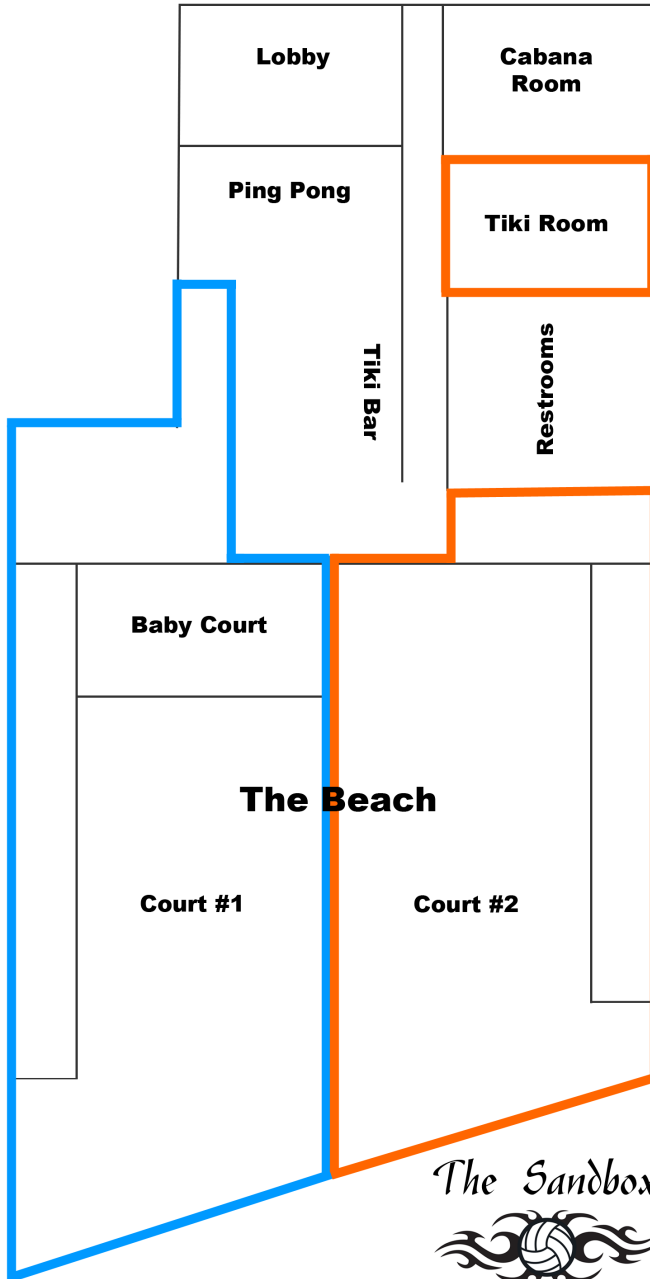 Lobby
Cabana
Room
Ping Pong
Tiki Room
Tiki Bar
Restrooms
Baby Court
The Beach
Court #1
Court #2
The Sandbox